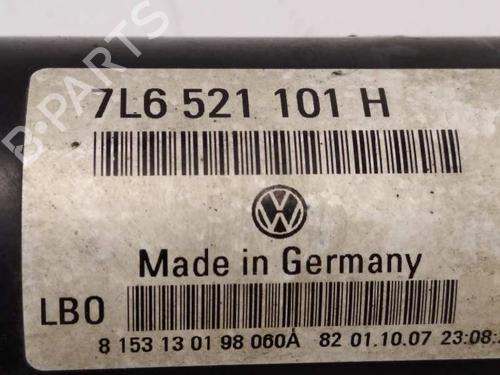 7L6 521 101 H
Made in Germany
LBO
8 153 13 01 98 060A 82 01.10.07 23:08:
B-PARTS